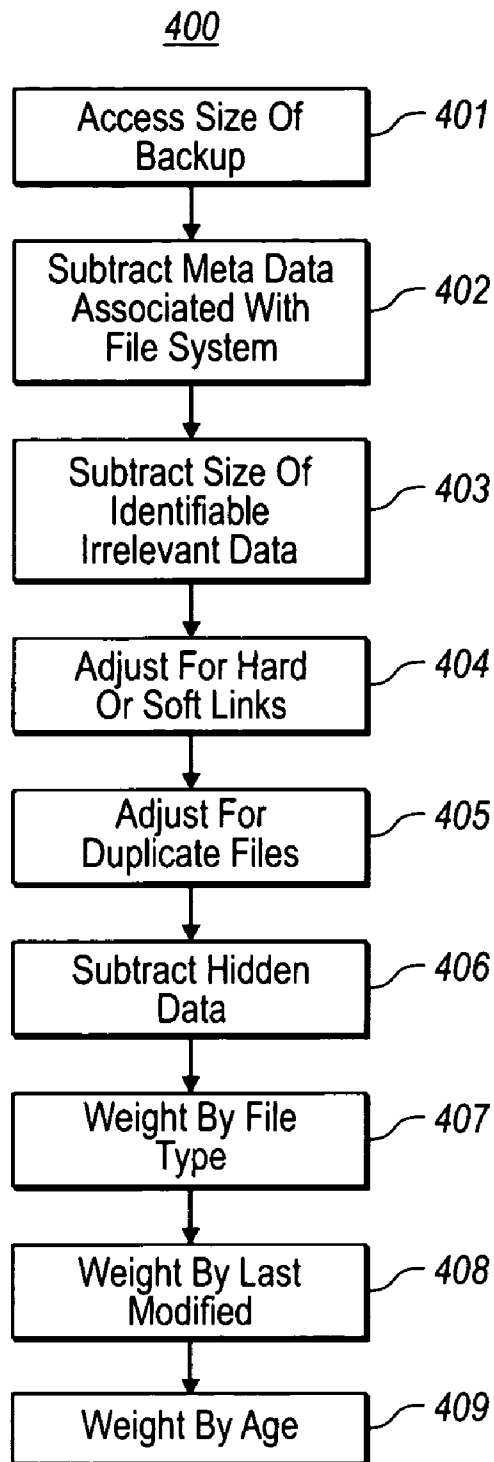 400
Access Size Of
Backup
401
Subtract Meta Data
Associated With
File System
402
Subtract Size Of
Identifiable
Irrelevant Data
403
Adjust For Hard
Or Soft Links
404
Adjust For
Duplicate Files
405
Subtract Hidden
Data
406
Weight By File
Type
407
Weight By Last
Modified
408
Weight By Age
409